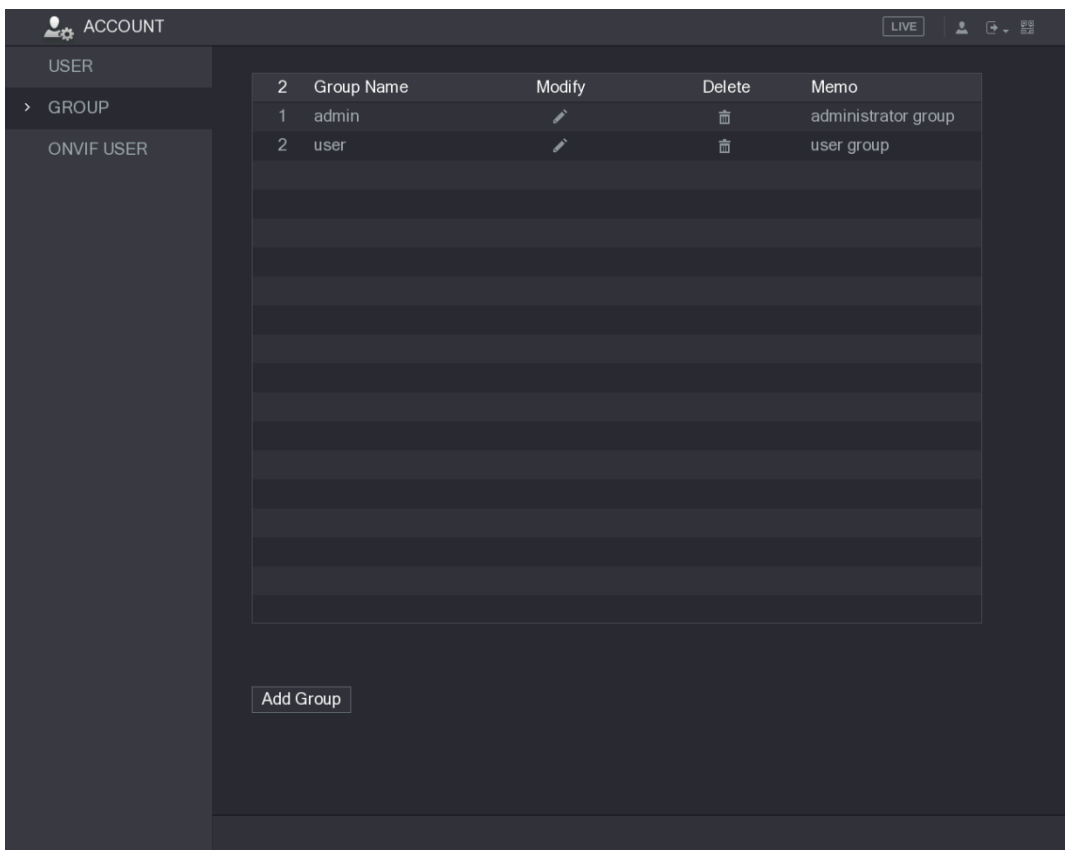 ACCOUNT LIVE
USER
GROUP
ONVIF USER
2 Group Name Modify Delete Memo
1 admin administrator group
2 user user group
Add Group